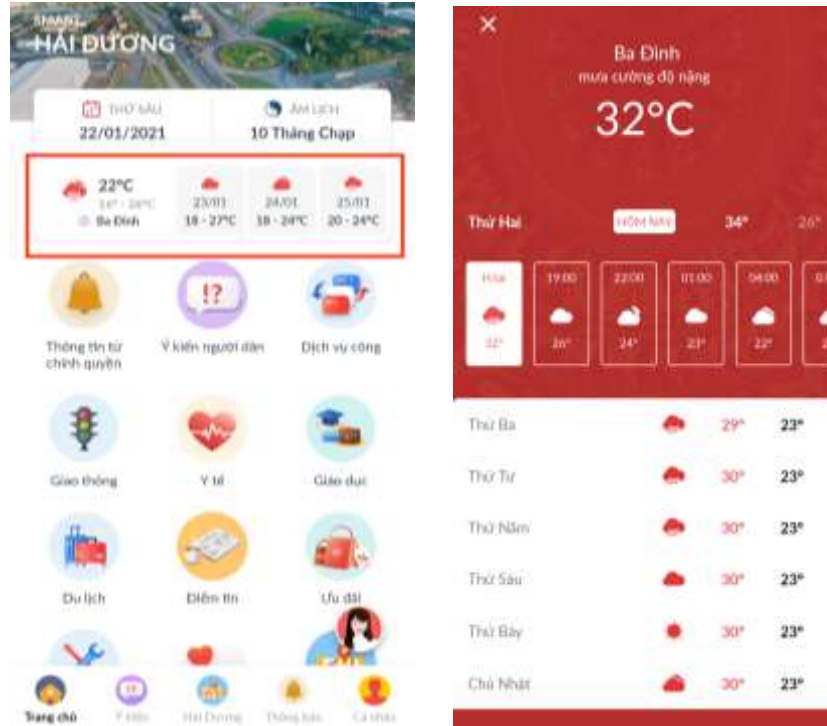 SMART
HẢI DƯƠNG
THỨ SÁU
22/01/2021
ÂM LỊCH
10 Tháng Chạp
22°C
Ba Đình
23/01
18 - 27°C
24/01
18 - 24°C
25/01
20 - 24°C
Thông tin từ
chính quyền
Ý kiến người dân
Dịch vụ công
Giao thông
Y tế
Giáo dục
Du lịch
Điểm tin
Ưu đãi
Trang chủ
Ý kiến
Hải Dương
Thông báo
Cá nhân
Ba Đình
mưa cường độ nặng
32°C
Thứ Hai
HÔM NAY
34°
26°
19:00
22:00
01:00
04:00
32°
26°
24°
23°
22°
Thứ Ba
29°
23°
Thứ Tư
30°
23°
Thứ Năm
30°
23°
Thứ Sáu
30°
23°
Thứ Bảy
30°
23°
Chủ Nhật
30°
23°